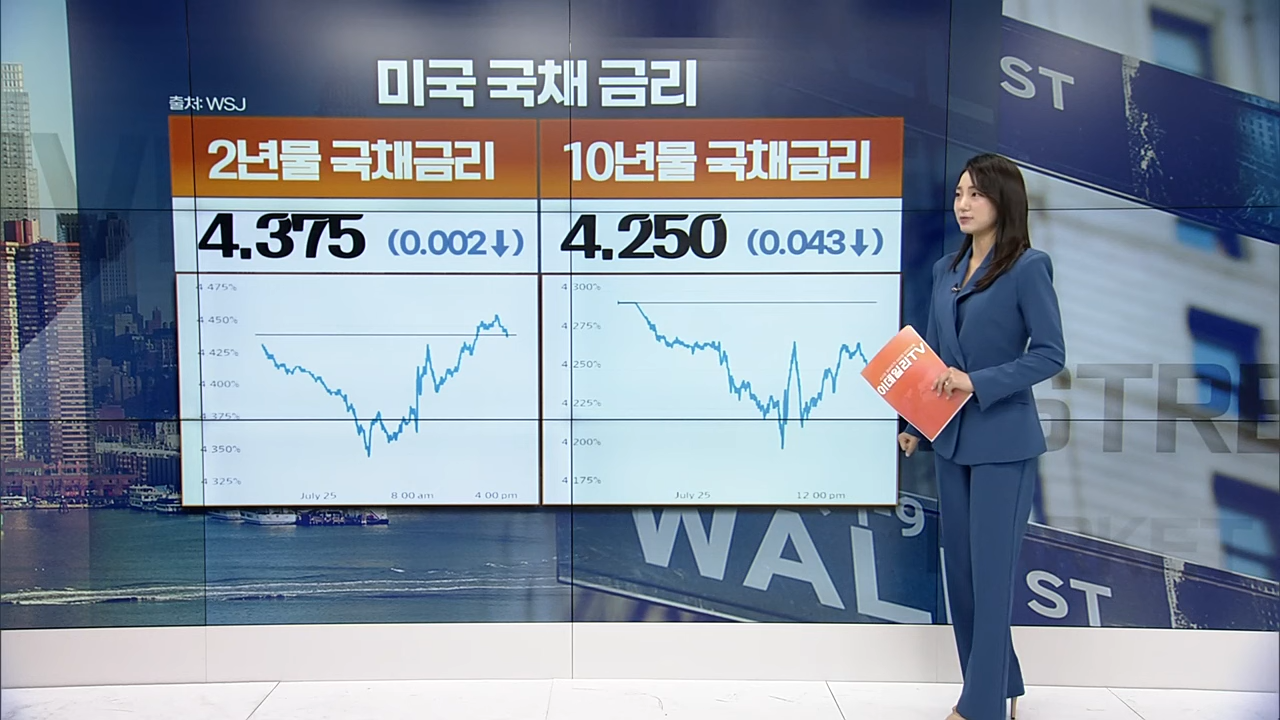 미국 국채 금리
출처: WSJ
2년물 국채금리
10년물 국채금리
4.375 (0.002↓)
4.250 (0.043↓)
4.475%
4.450%
4.425%
4.400%
4.375%
4.350%
4.325%
July 25 8:00 am 4:00 pm
4.300%
4.275%
4.250%
4.225%
4.200%
4.175%
July 25 12:00 pm
이데일리TV
ST
STRE
WALL
1-9
ST